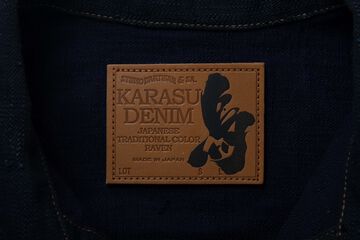 KARASU
DENIM
JAPANESE
TRADITIONAL COLOR
RAVEN
MADE IN JAPAN
LOT S L